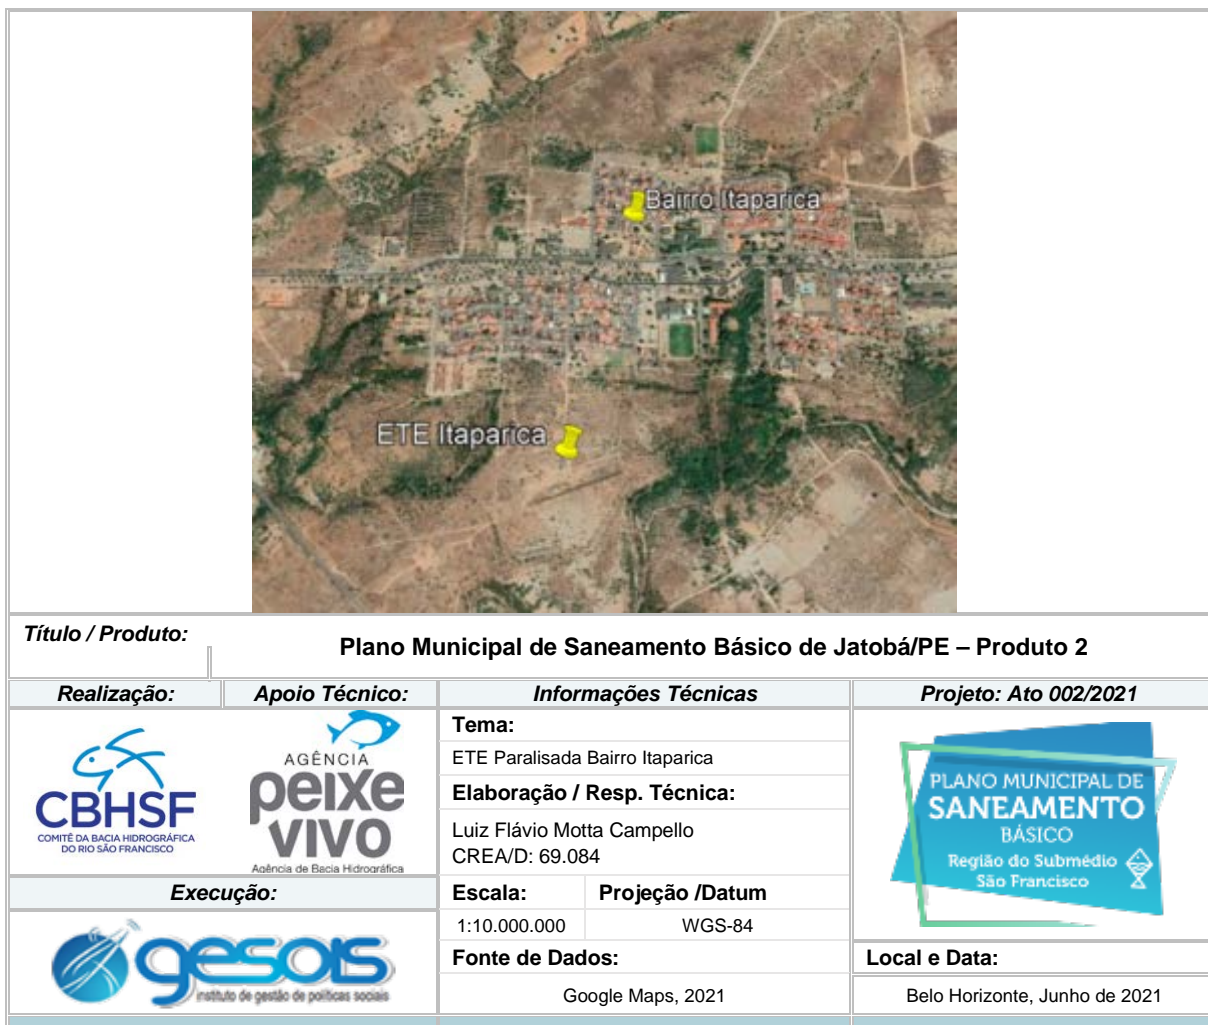 Bairro Itaparica
ETE Itaparica
Título / Produto:
Plano Municipal de Saneamento Básico de Jatobá/PE – Produto 2
Realização:
Apoio Técnico:
Informações Técnicas
Projeto: Ato 002/2021
CBHSF
COMITÊ DA BACIA HIDROGRÁFICA
DO RIO SÃO FRANCISCO
AGÊNCIA
peixe
vivo
Agência de Bacia Hidrográfica
Tema:
ETE Paralisada Bairro Itaparica
Elaboração / Resp. Técnica:
Luiz Flávio Motta Campello
CREA/D: 69.084
PLANO MUNICIPAL DE
SANEAMENTO
BÁSICO
Região do Submédio
São Francisco
Execução:
Escala:
Projeção /Datum
1:10.000.000
WGS-84
gesois
instituto de gestão de políticas sociais
Fonte de Dados:
Google Maps, 2021
Local e Data:
Belo Horizonte, Junho de 2021